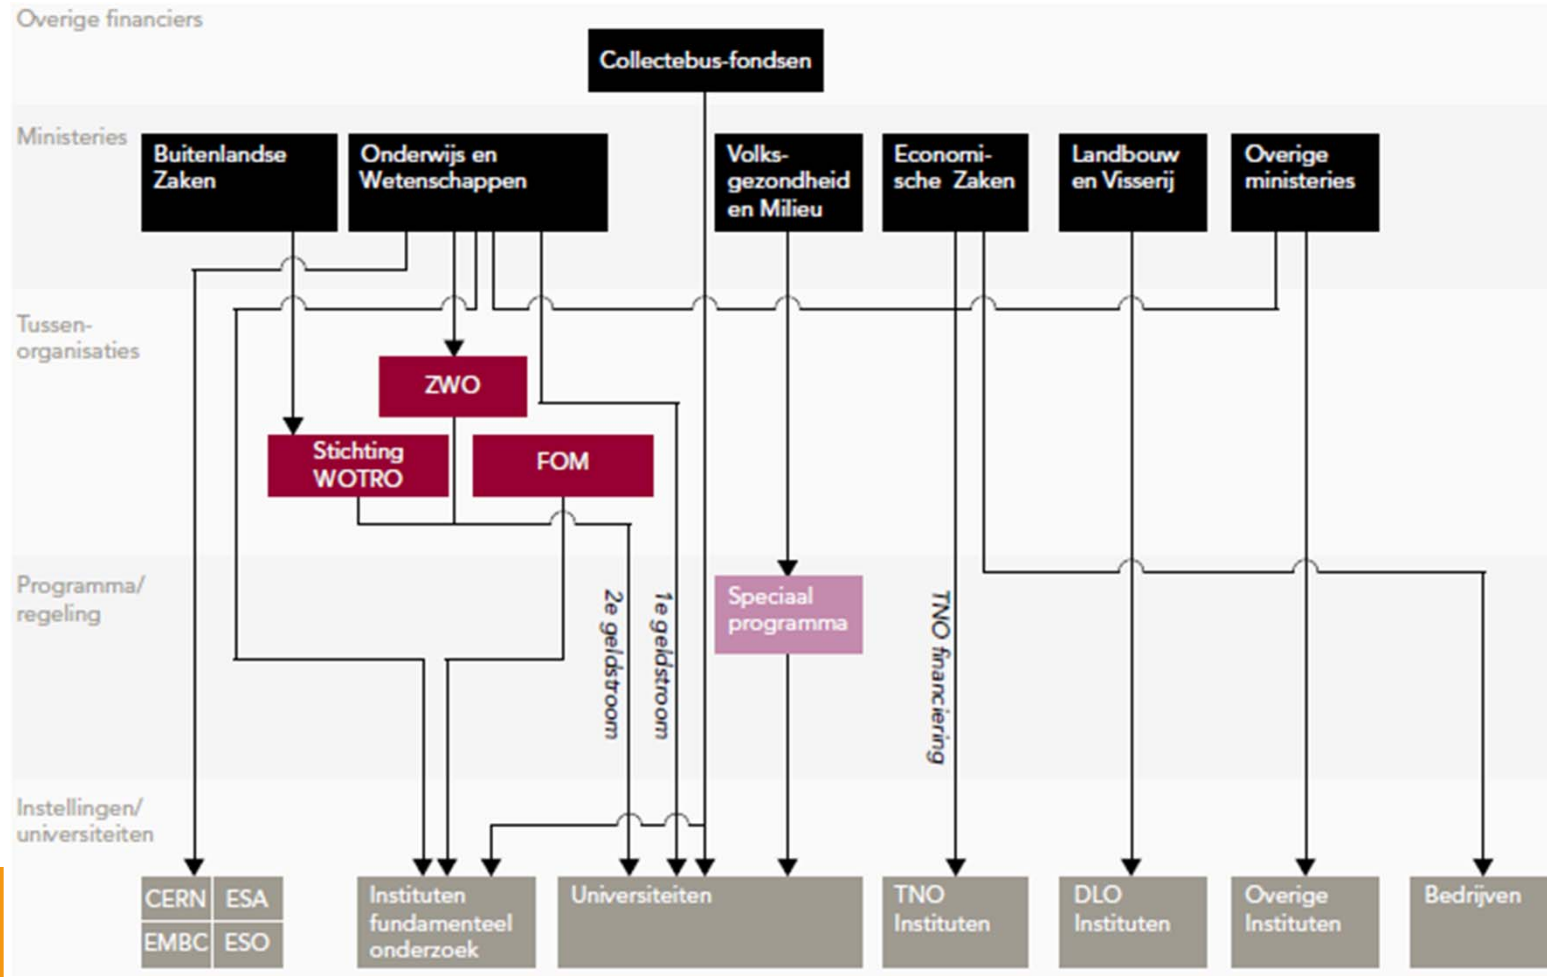 Overige financiers
Collectebus-fondsen
Ministeries
Buitenlandse
Zaken
Onderwijs en
Wetenschappen
Volks-
gezondheid
en Milieu
Economi-
sche Zaken
Landbouw
en Visserij
Overige
ministeries
Tussen-
organisaties
ZWO
Stichting
WOTRO
FOM
Programma/
regeling
2e geldstroom
1e geldstroom
Speciaal
programma
TNO financiering
Instellingen/
universiteiten
CERN
ESA
EMBC
ESO
Instituten
fundamenteel
onderzoek
Universiteiten
TNO
Instituten
DLO
Instituten
Overige
Instituten
Bedrijven